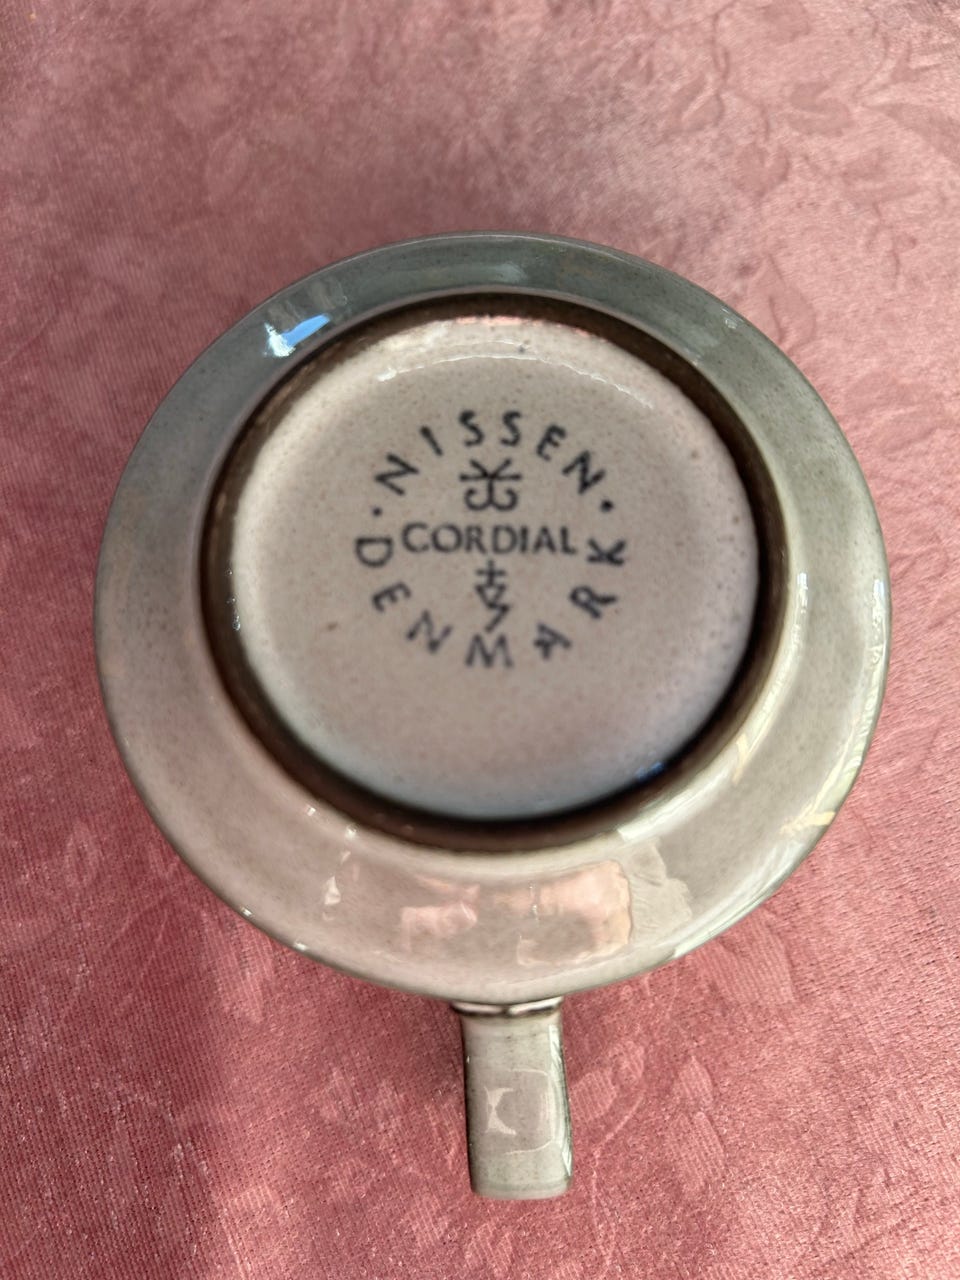 · NISSEN ·
CORDIAL
DENMARK